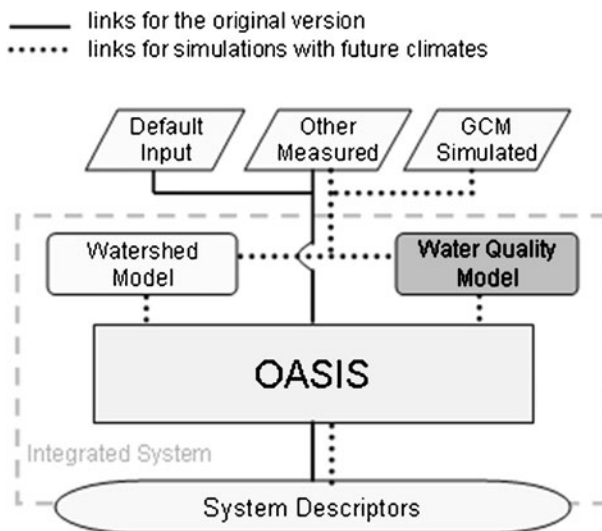 links for the original version
links for simulations with future climates
Default
Input
Other
Measured
GCM
Simulated
Watershed
Model
Water Quality
Model
OASIS
Integrated System
System Descriptors